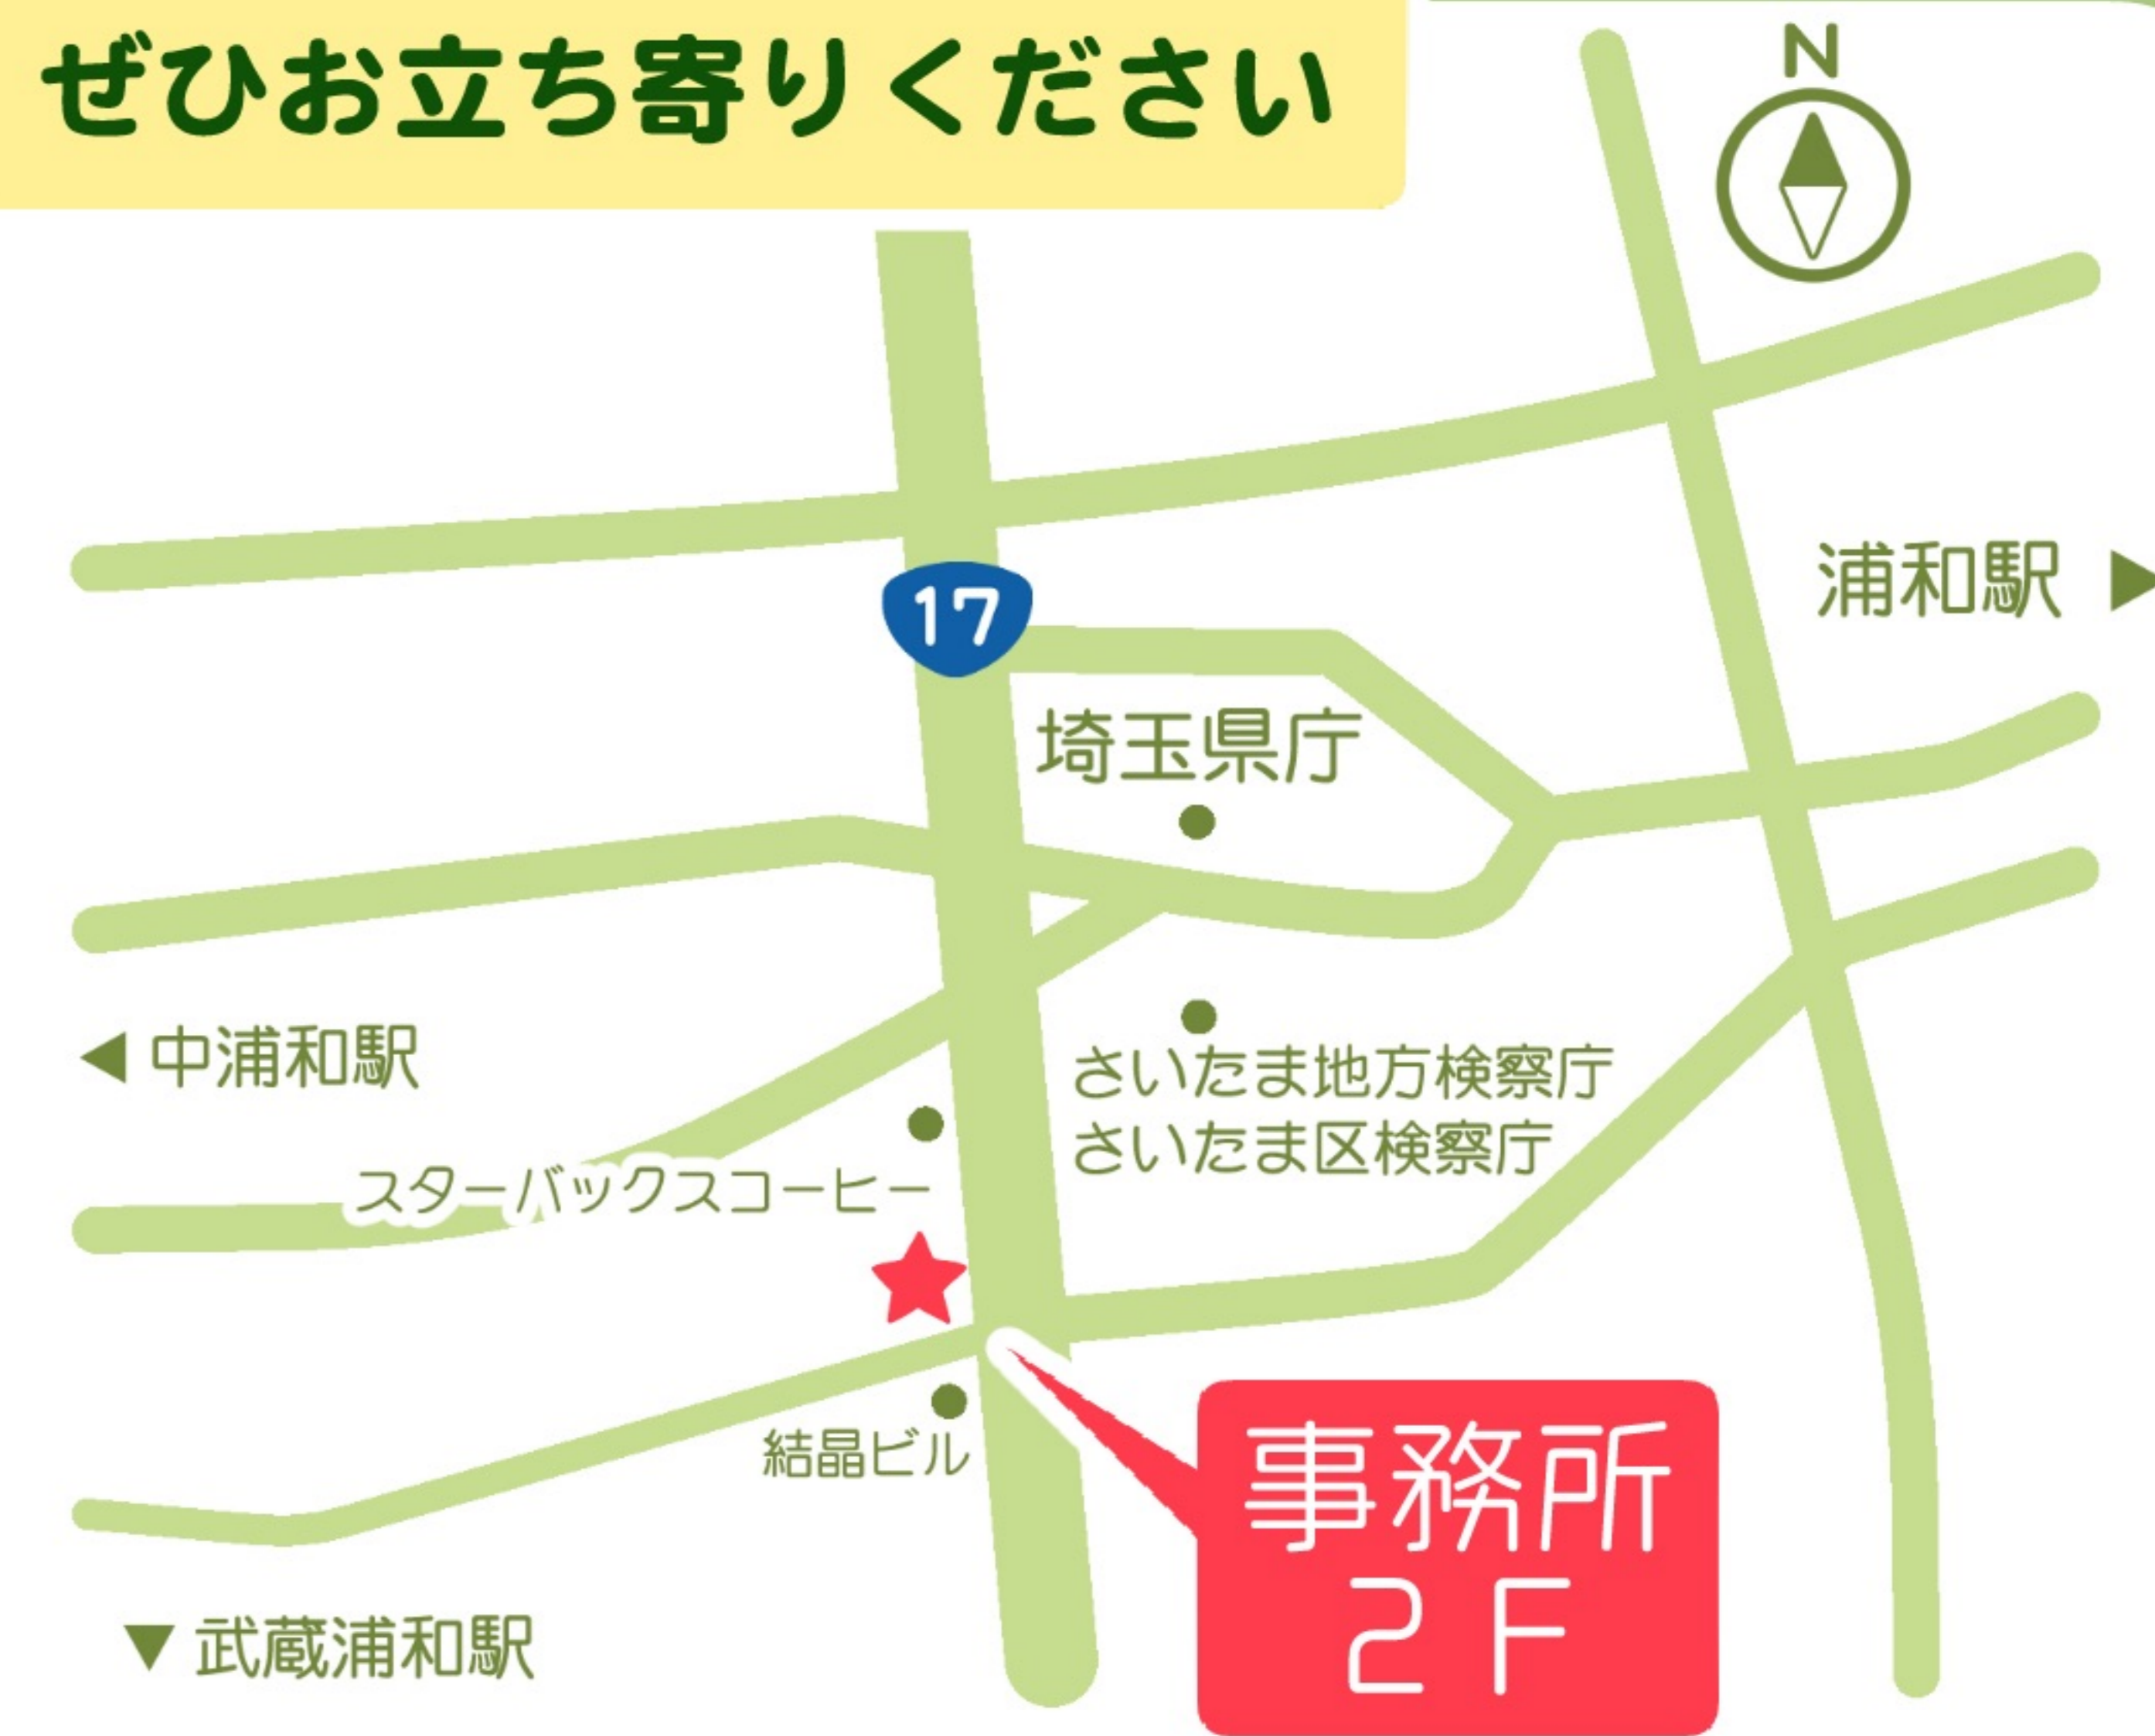 ぜひお立ち寄りください
N
浦和駅 ▶
17
埼玉県庁
◀ 中浦和駅
さいたま地方検察庁
さいたま区検察庁
スターバックスコーヒー
結晶ビル
事務所
2F
▼ 武蔵浦和駅